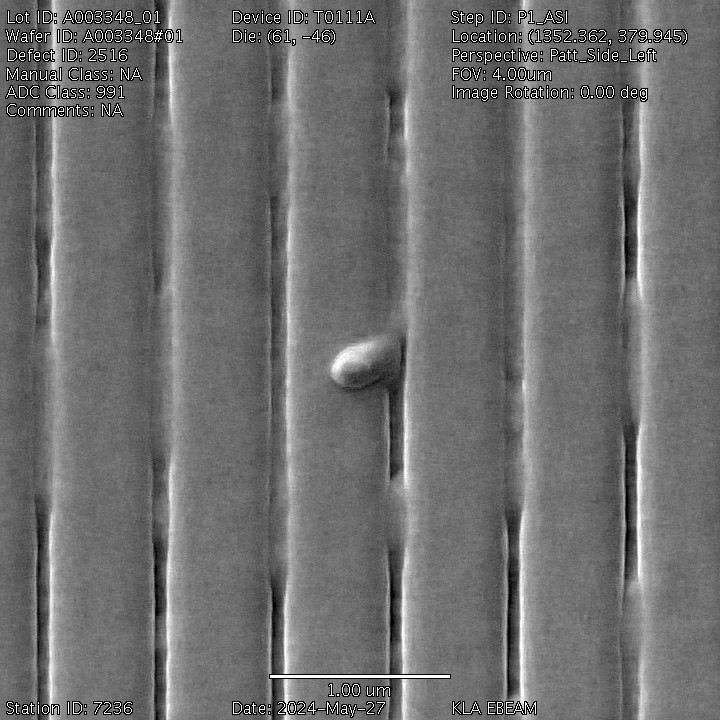 Lot ID: A003348_01 Device ID: T0111A Step ID: P1_ASI
Wafer ID: A003348#01 Die: (61, -46) Location: (1352.362, 379.945)
Defect ID: 2516 Perspective: Patt_Side_Left
Manual Class: NA FOV: 4.00um
ADC Class: 991 Image Rotation: 0.00 deg
Comments: NA
1.00 um
Station ID: 7236 Date: 2024-May-27 KLA EBEAM